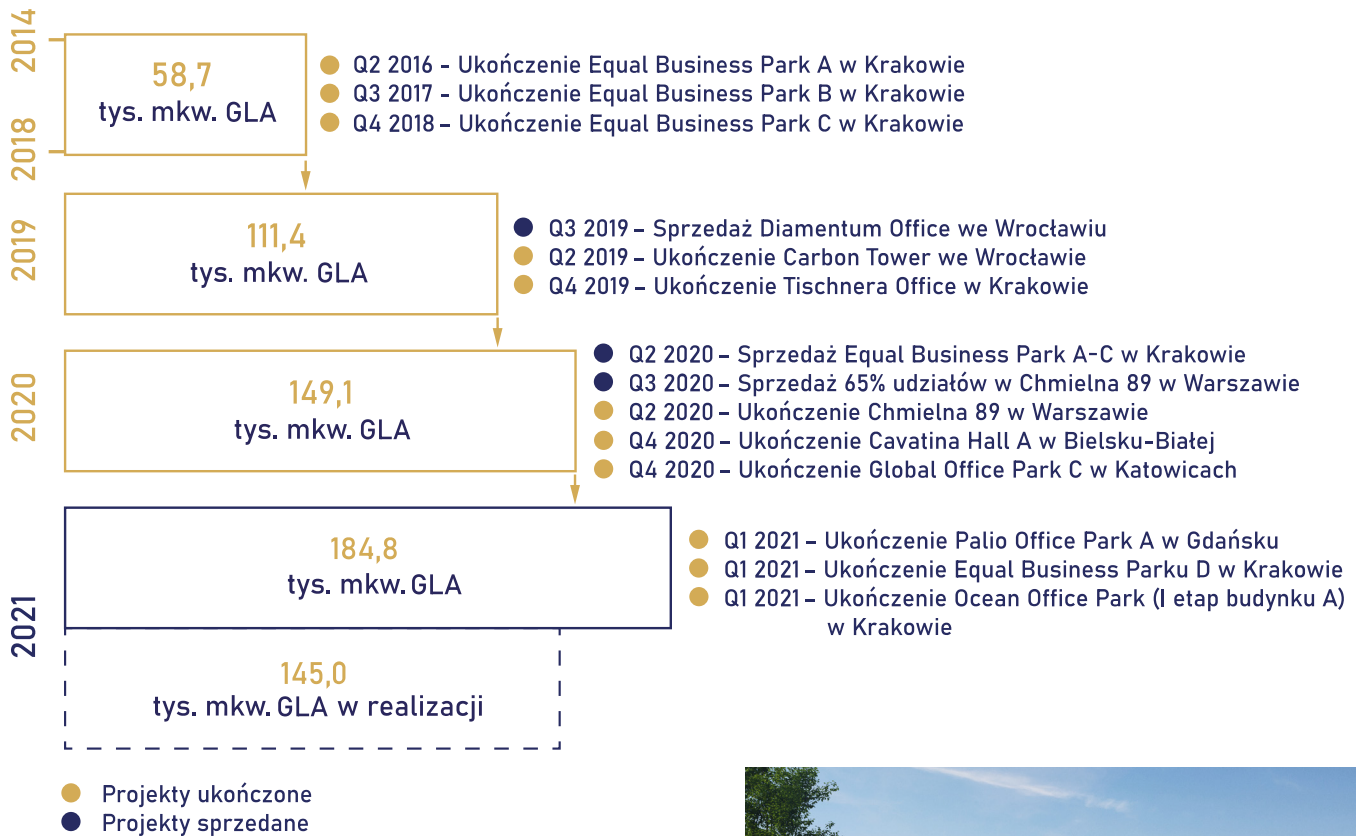 2014
2018
58,7
tys. mkw. GLA
Q2 2016 – Ukończenie Equal Business Park A w Krakowie
Q3 2017 – Ukończenie Equal Business Park B w Krakowie
Q4 2018 – Ukończenie Equal Business Park C w Krakowie
2019
111,4
tys. mkw. GLA
Q3 2019 – Sprzedaż Diamentum Office we Wrocławiu
Q2 2019 – Ukończenie Carbon Tower we Wrocławie
Q4 2019 – Ukończenie Tischnera Office w Krakowie
2020
149,1
tys. mkw. GLA
Q2 2020 – Sprzedaż Equal Business Park A-C w Krakowie
Q3 2020 – Sprzedaż 65% udziałów w Chmielna 89 w Warszawie
Q2 2020 – Ukończenie Chmielna 89 w Warszawie
Q4 2020 – Ukończenie Cavatina Hall A w Bielsku-Białej
Q4 2020 – Ukończenie Global Office Park C w Katowicach
2021
184,8
tys. mkw. GLA
Q1 2021 – Ukończenie Palio Office Park A w Gdańsku
Q1 2021 – Ukończenie Equal Business Parku D w Krakowie
Q1 2021 – Ukończenie Ocean Office Park (I etap budynku A)
w Krakowie
145,0
tys. mkw. GLA w realizacji
Projekty ukończone
Projekty sprzedane